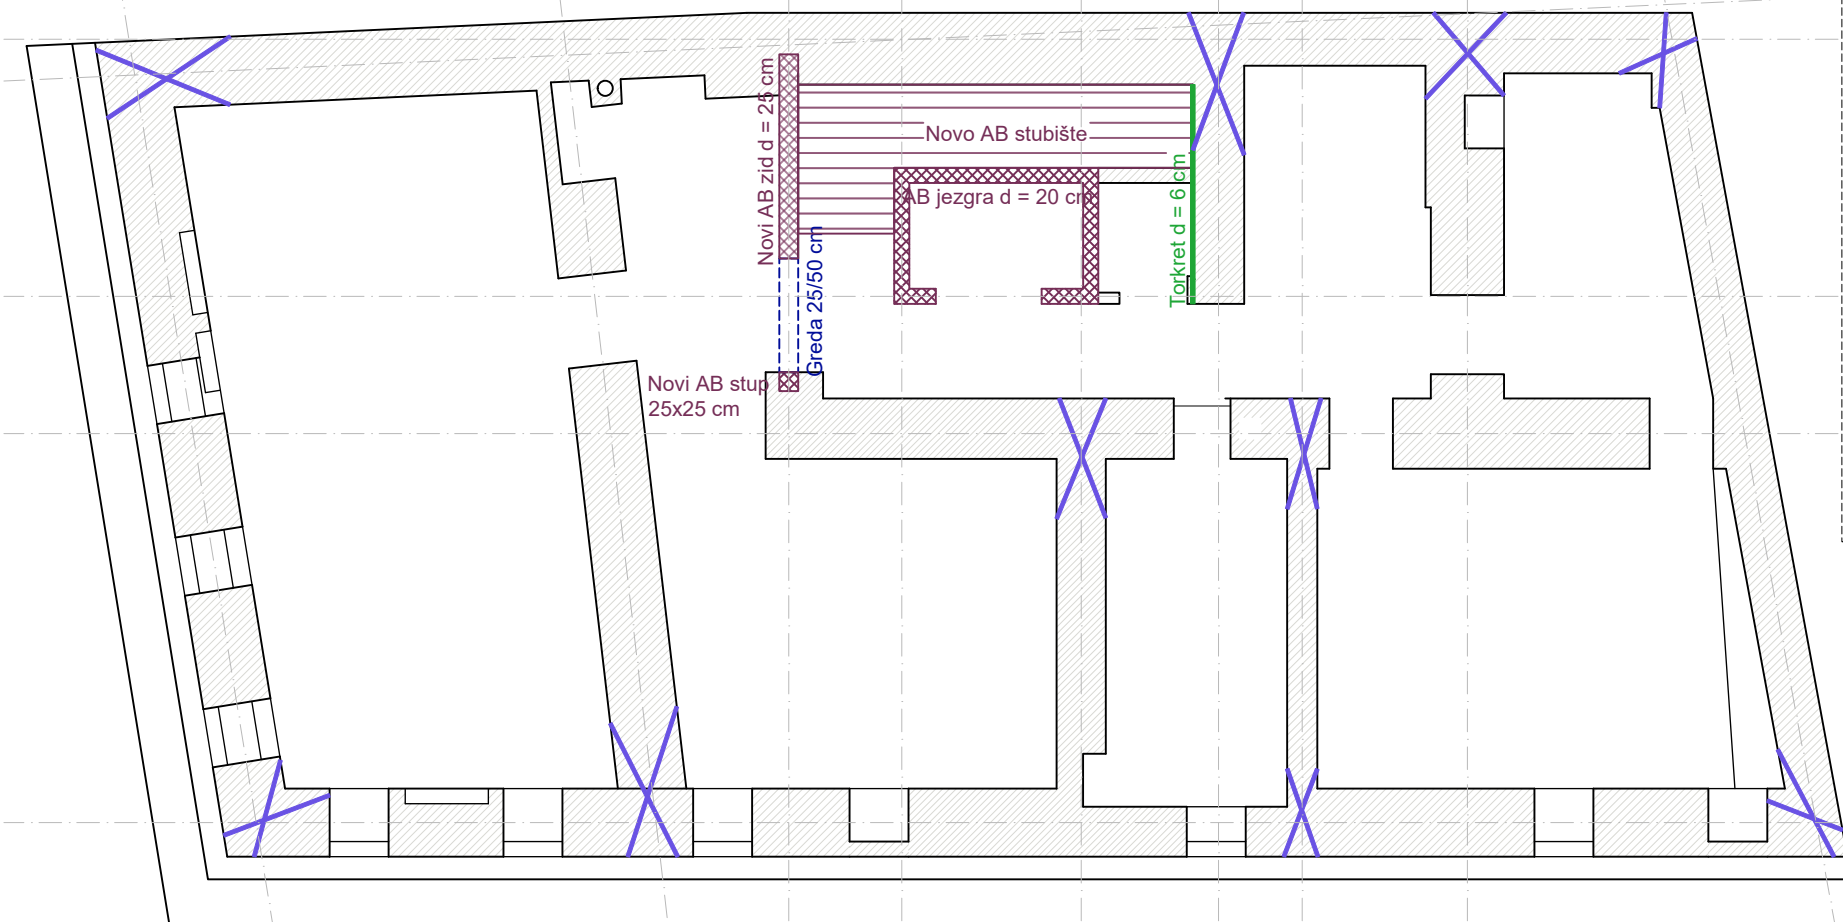 Novi AB zid d = 25 cm
Novo AB stubište
AB jezgra d = 20 cm
Torkret d = 6 cm
Greda 25/50 cm
Novi AB stup
25x25 cm